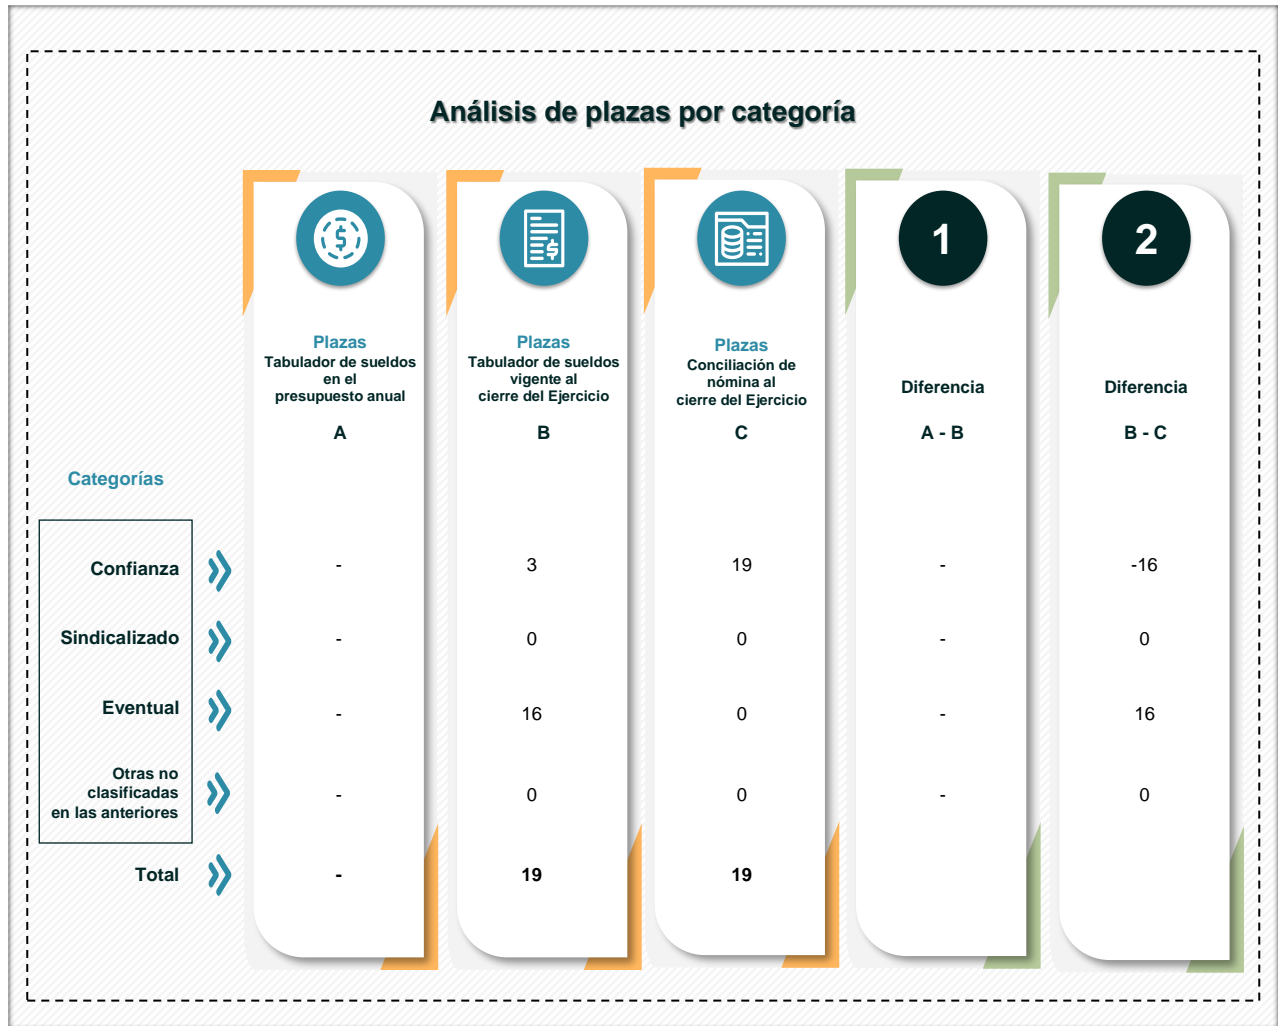 Análisis de plazas por categoría
1
2
Plazas
Tabulador de sueldos
en el
presupuesto anual
A
Plazas
Tabulador de sueldos
vigente al
cierre del Ejercicio
B
Plazas
Conciliación de
nómina al
cierre del Ejercicio
C
Diferencia
A - B
Diferencia
B - C
Categorías
Confianza - 3 19 - -16
Sindicalizado - 0 0 - 0
Eventual - 16 0 - 16
Otras no
clasificadas
en las anteriores - 0 0 - 0
Total - 19 19